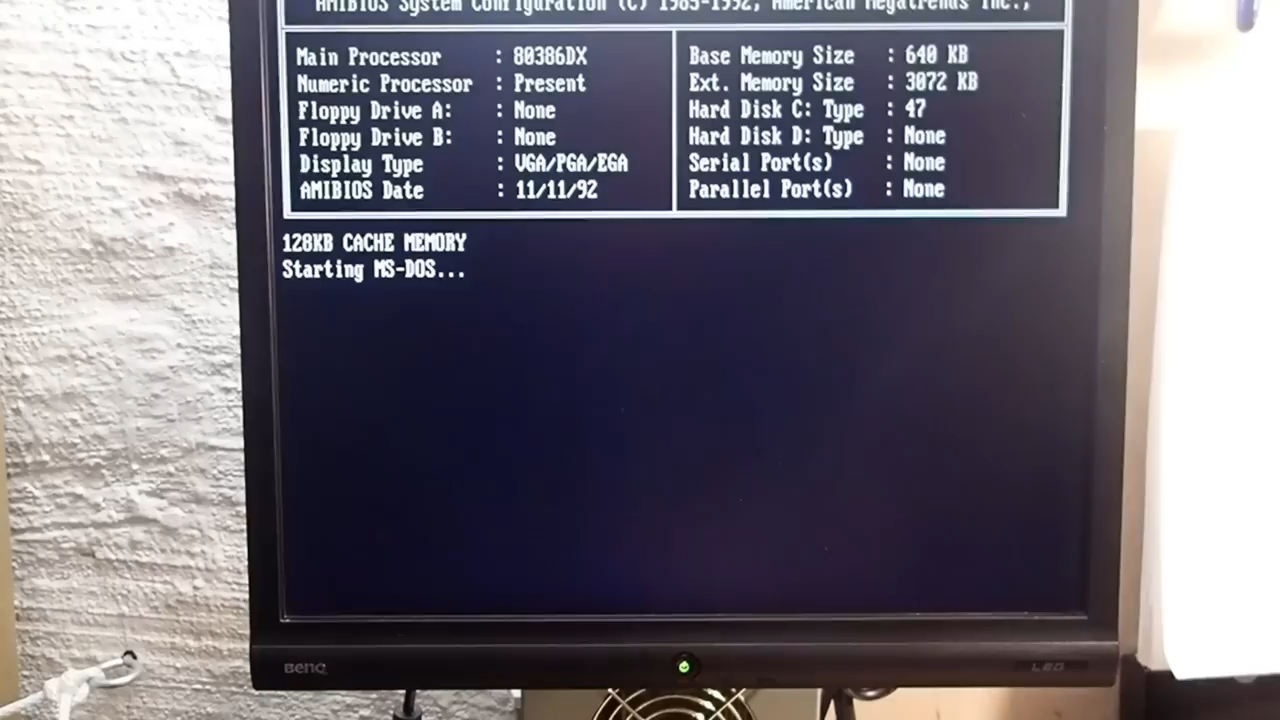 AMIBIOS System Configuration (C) 1985-1992, American Megatrends Inc.,
Main Processor : 80386DX
Numeric Processor : Present
Floppy Drive A: : None
Floppy Drive B: : None
Display Type : VGA/PGA/EGA
AMIBIOS Date : 11/11/92
Base Memory Size : 640 KB
Ext. Memory Size : 3072 KB
Hard Disk C: Type : 47
Hard Disk D: Type : None
Serial Port(s) : None
Parallel Port(s) : None
128KB CACHE MEMORY
Starting MS-DOS...
BenQ
LED